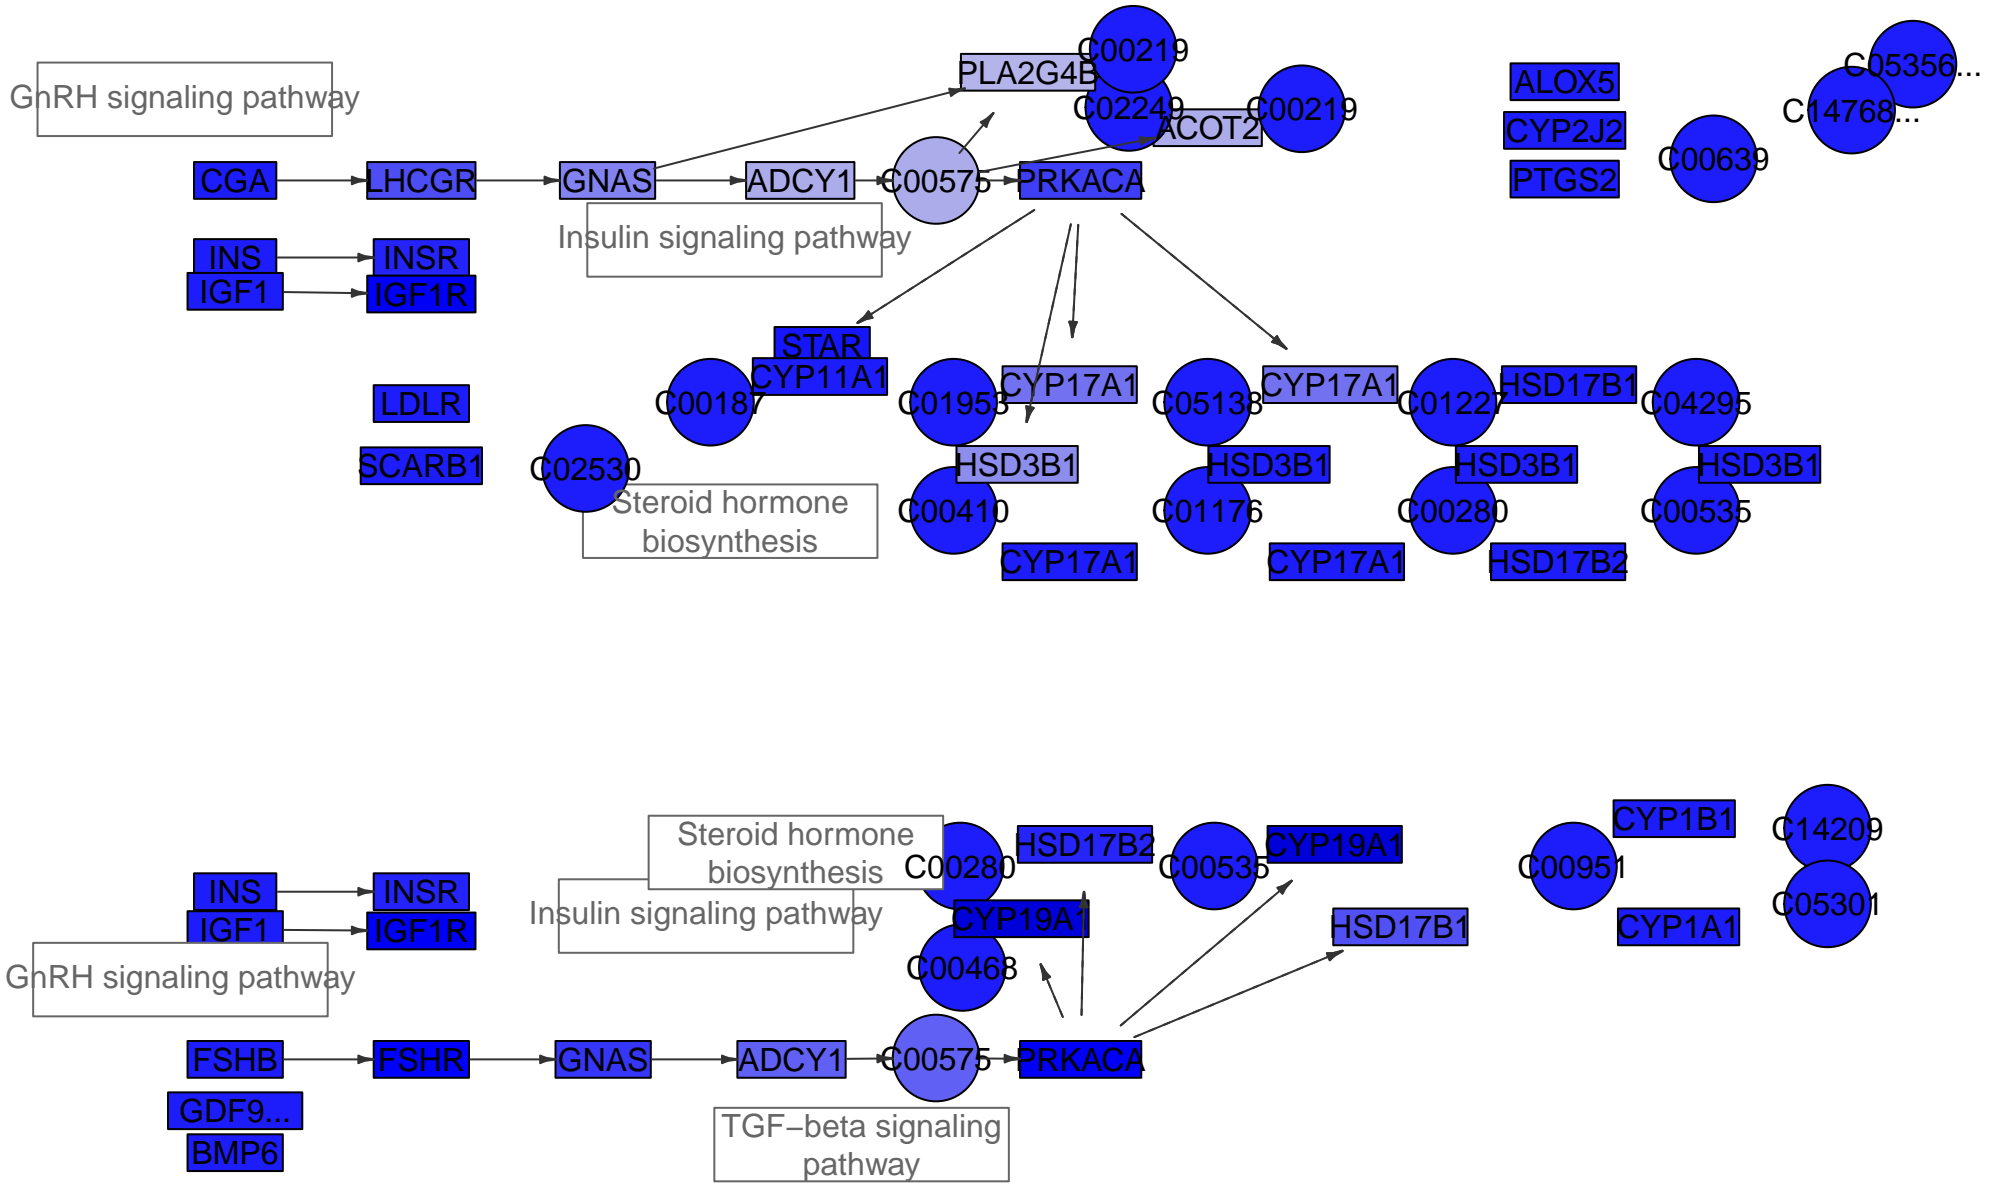 C00219
C05356...
PLA2G4B
ALOX5
GnRH signaling pathway
C02249
C00219
C14768...
ACOT2
CYP2J2
C00639
CGA
LHCGR
GNAS
ADCY1
C00575
PRKACA
PTGS2
Insulin signaling pathway
INS
INSR
IGF1
IGF1R
STAR
CYP11A1
CYP17A1
CYP17A1
HSD17B1
LDLR
C00187
C01953
C05138
C01227
C04295
SCARB1
C02530
HSD3B1
HSD3B1
HSD3B1
HSD3B1
Steroid hormone
biosynthesis
C00410
C01176
C00280
C00535
CYP17A1
CYP17A1
HSD17B2
Steroid hormone
biosynthesis
C00280
HSD17B2
C00535
CYP19A1
C00951
CYP1B1
C14209
INS
INSR
Insulin signaling pathway
CYP19A1
HSD17B1
CYP1A1
C05301
IGF1
IGF1R
GnRH signaling pathway
C00468
FSHB
FSHR
GNAS
ADCY1
C00575
PRKACA
GDF9...
BMP6
TGF−beta signaling
pathway